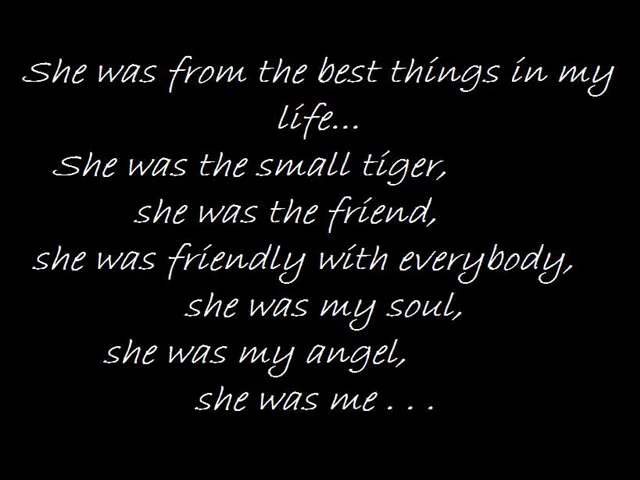 She was from the best things in my
life...
She was the small tiger,
she was the friend,
she was friendly with everybody,
she was my soul,
she was my angel,
she was me . . .